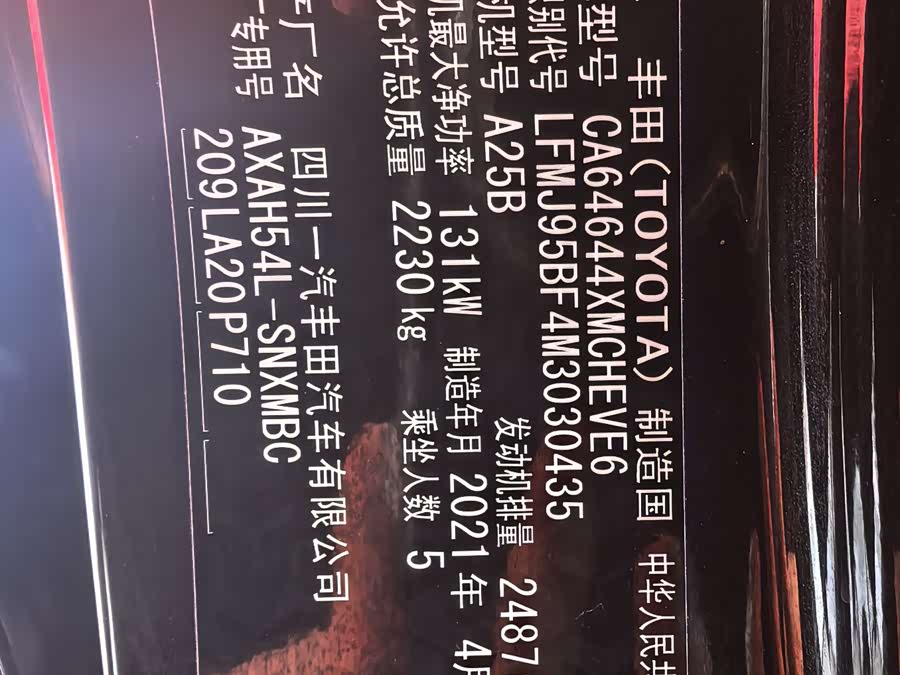 丰田(TOYOTA) 制造国 中华人民共
型号 CA64644XMCHEVE6
别代号 LFMJ95BF4M3030435
机型号 A25B 发动机排量 2487
机最大净功率 131kW 制造年月 2021年 4月
允许总质量 2230kg 乘坐人数 5
厂名 四川一汽丰田汽车有限公司
专用号 AXAH54L-SNXMBC
209LA20P710